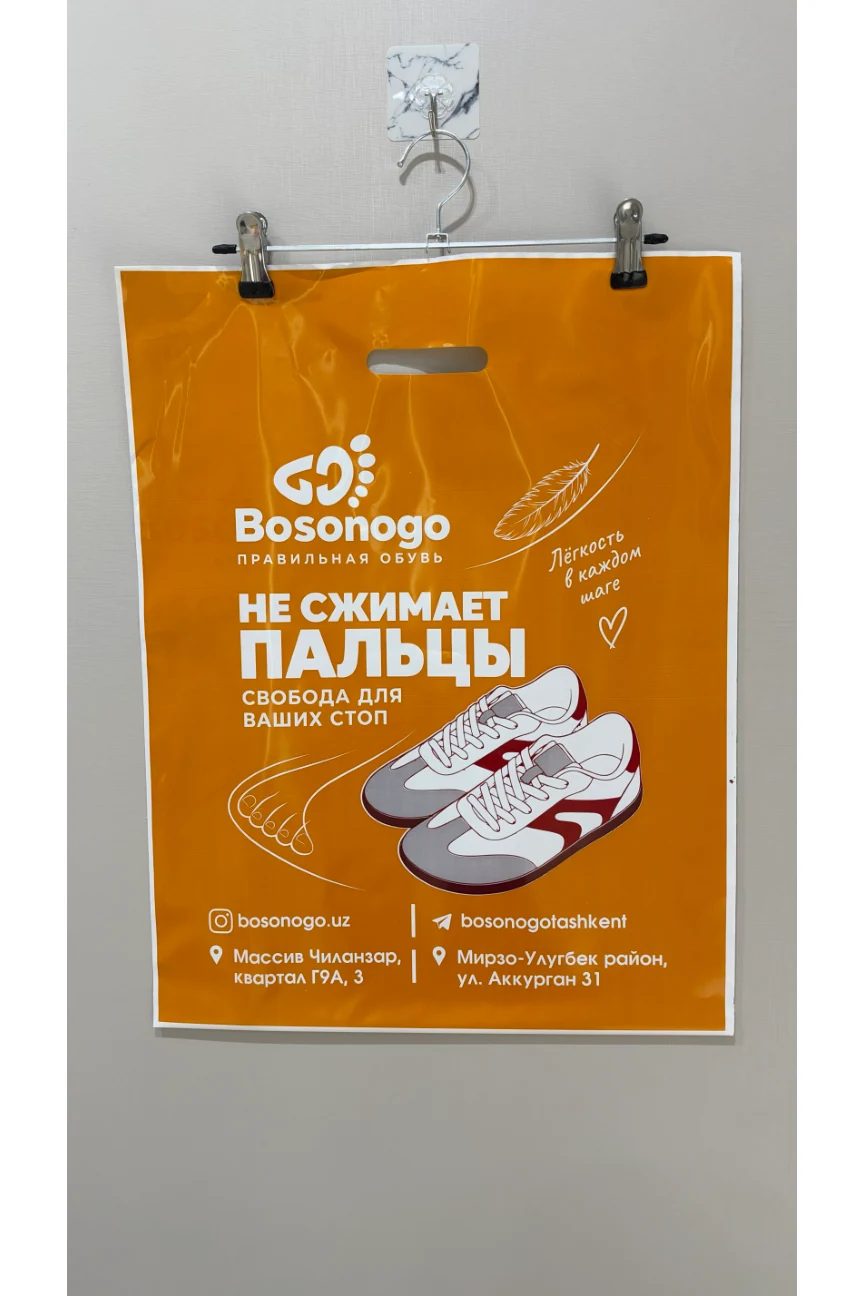 GO
Bosonogo
ПРАВИЛЬНАЯ ОБУВЬ
Лёгкость
в каждом
шаге
НЕ СЖИМАЕТ
ПАЛЬЦЫ
СВОБОДА ДЛЯ
ВАШИХ СТОП
bosonogo.uz
bosonogotashkent
Массив Чиланзар,
квартал Г9А, 3
Мирзо-Улугбек район,
ул. Аккурган 31